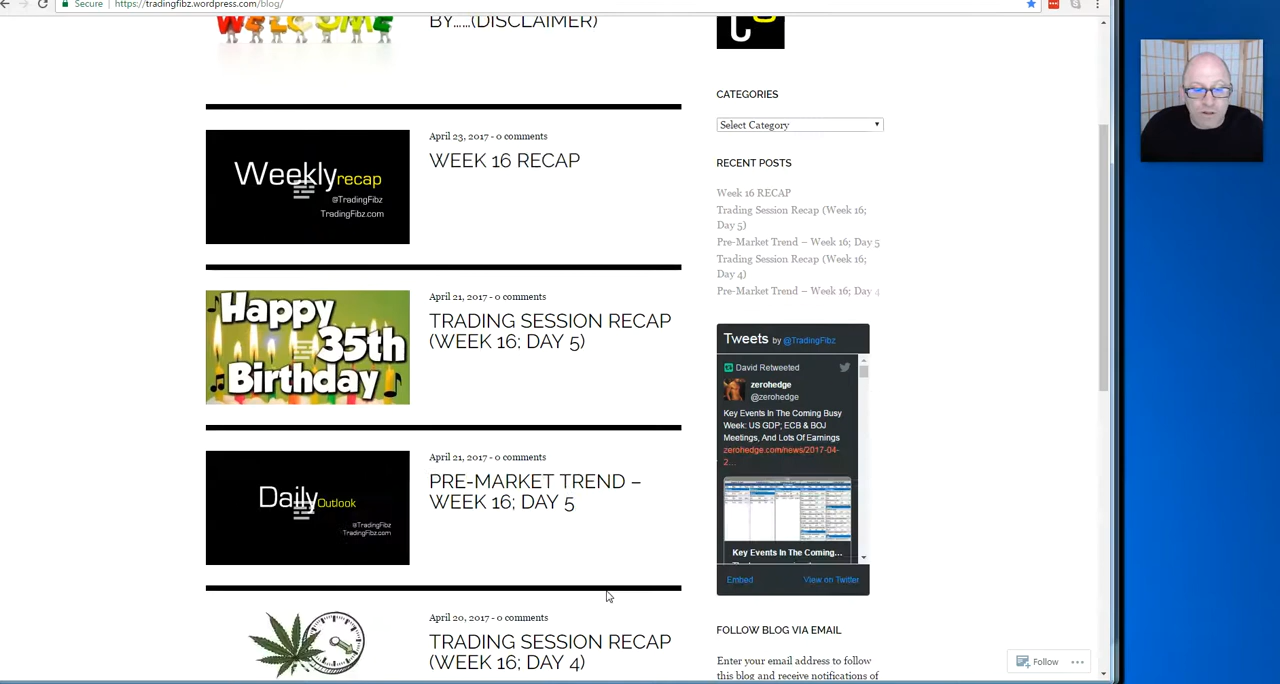 Secure
https://tradingfibz.wordpress.com/blog/
WELCOME
BY……(DISCLAIMER)
CATEGORIES
Select Category
April 23, 2017 - 0 comments
WEEK 16 RECAP
Weeklyrecap
@TradingFibz
TradingFibz.com
RECENT POSTS
Week 16 RECAP
Trading Session Recap (Week 16;
Day 5)
Pre-Market Trend – Week 16; Day 5
Trading Session Recap (Week 16;
Day 4)
Pre-Market Trend – Week 16; Day 4
April 21, 2017 - 0 comments
TRADING SESSION RECAP
(WEEK 16; DAY 5)
Happy
35th
Birthday
Tweets by @TradingFibz
David Retweeted
zerohedge
@zerohedge
Key Events In The Coming Busy
Week: US GDP; ECB & BOJ
Meetings, And Lots Of Earnings
zerohedge.com/news/2017-04-
2…
Key Events In The Coming...
Embed
View on Twitter
April 21, 2017 - 0 comments
PRE-MARKET TREND –
WEEK 16; DAY 5
DailyOutlook
@TradingFibz
TradingFibz.com
April 20, 2017 - 0 comments
TRADING SESSION RECAP
(WEEK 16; DAY 4)
FOLLOW BLOG VIA EMAIL
Enter your email address to follow
this blog and receive notifications of
Follow